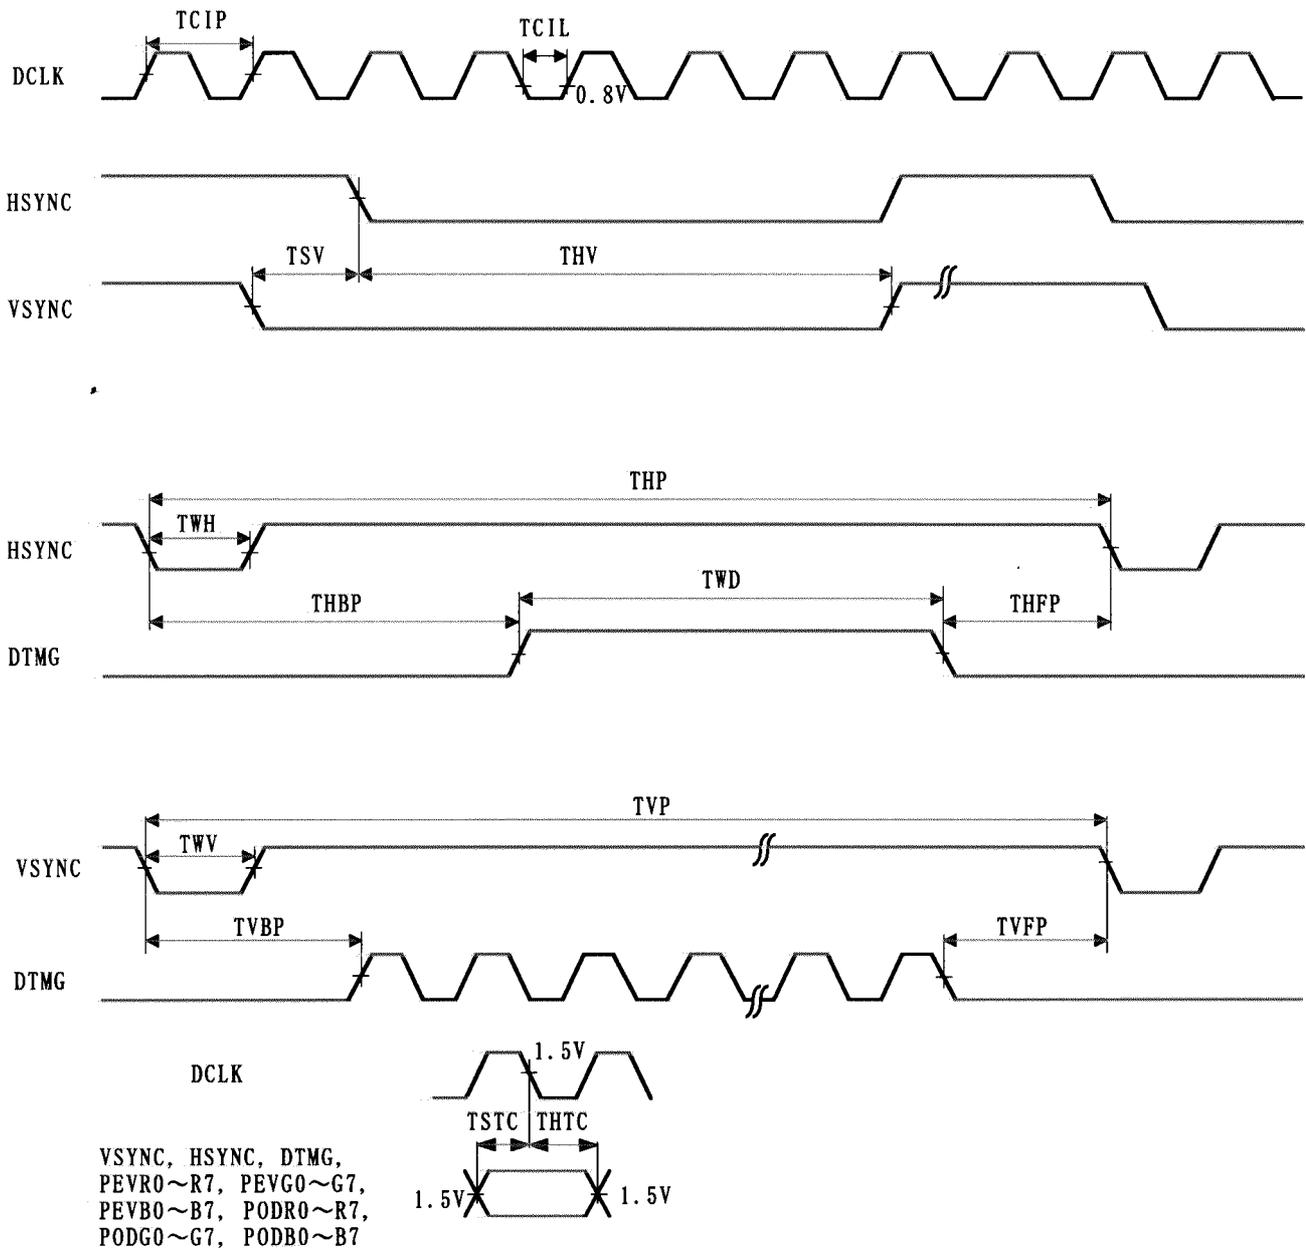 TCIP
TCIL
DCLK
0.8V
HSYNC
TSV
THV
VSYNC
THP
TWH
HSYNC
TWD
THBP
THFP
DTMG
TVP
TWV
VSYNC
TVBP
TVFP
DTMG
1.5V
DCLK
TSTC THTC
VSYNC, HSYNC, DTMG,
PEVR0～R7, PEVG0～G7,
1.5V
1.5V
PEVB0～B7, PODR0～R7,
PODG0～G7, PODB0～B7